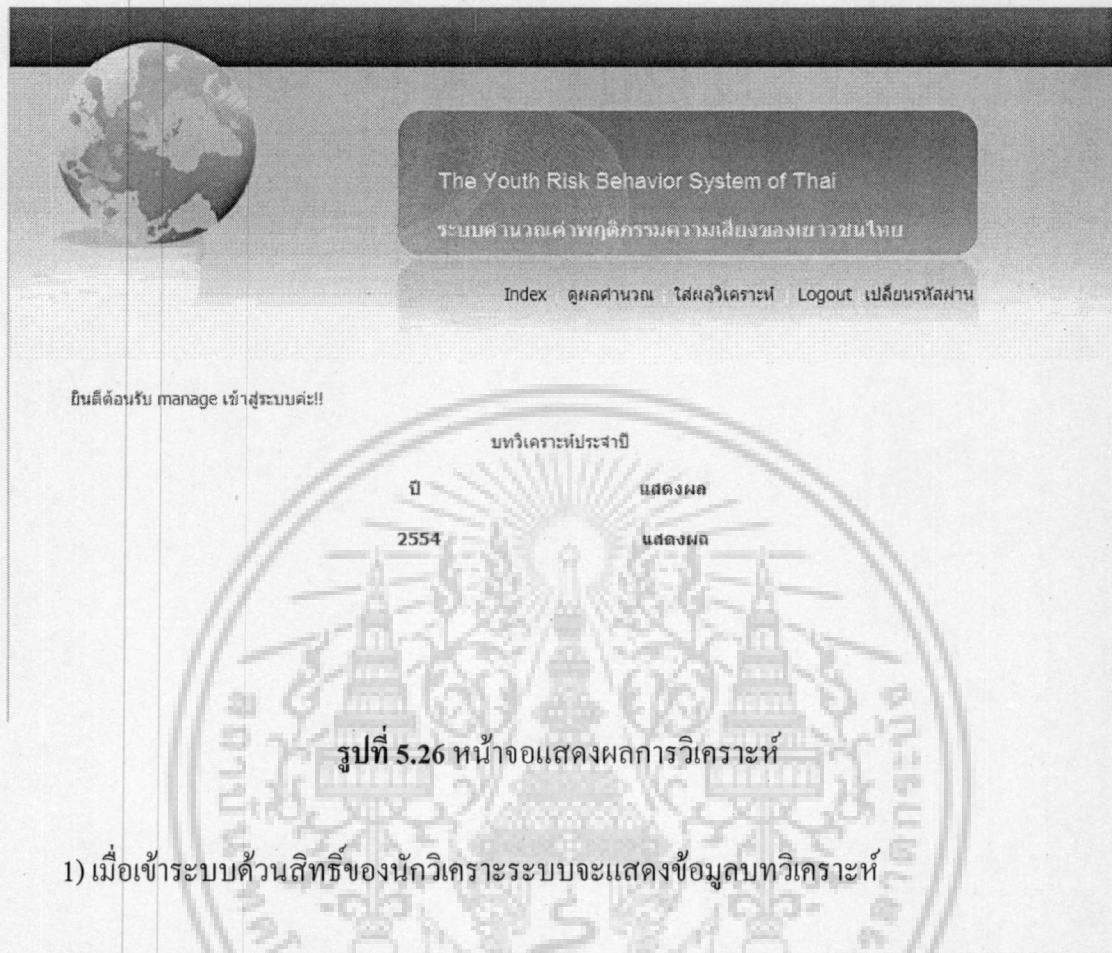 The Youth Risk Behavior System of Thai
ระบบคำนวณค่าพฤติกรรมความเสี่ยงของเยาวชนไทย
Index ดูผลคำนวณ ใส่ผลวิเคราะห์ Logout เปลี่ยนรหัสผ่าน
ยินดีต้อนรับ manage เข้าสู่ระบบค่ะ!!
บทวิเคราะห์ประจำปี
ปี แสดงผล
2554 แสดงผล
รูปที่ 5.26 หน้าจอแสดงผลการวิเคราะห์
1) เมื่อเข้าระบบด้วนสิทธิ์ของนักวิเคราะระบบจะแสดงข้อมูลบทวิเคราะห์